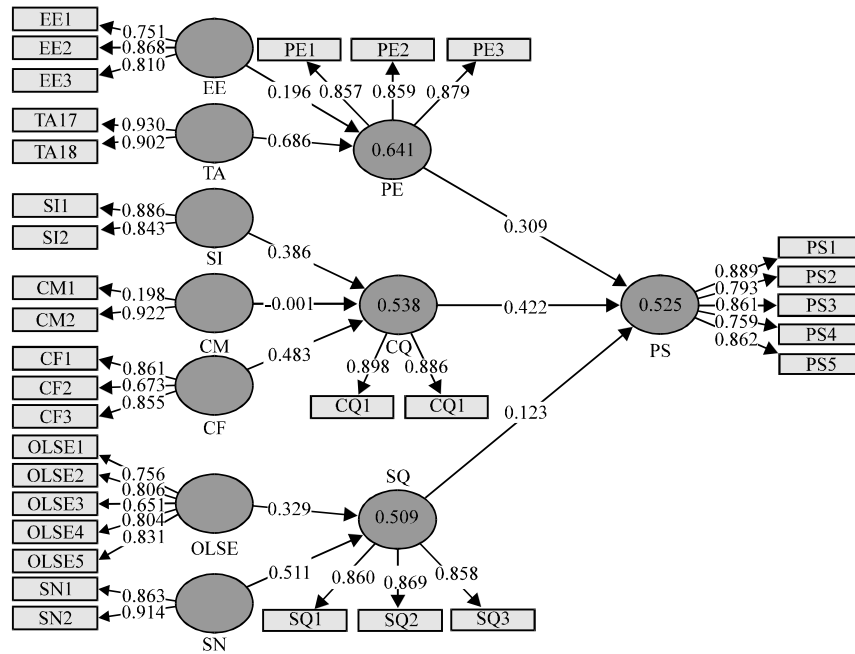 EE1
0.751
EE2
0.868
EE3
0.810
EE
PE1
PE2
PE3
0.196
0.857
0.859
0.879
TA17
0.930
TA18
0.902
TA
0.686
0.641
PE
SI1
0.886
SI2
0.843
SI
0.386
0.309
CM1
0.198
CM2
0.922
CM
-0.001
0.538
CQ
0.422
0.525
PS
0.889
PS1
0.793
PS2
0.861
PS3
0.759
PS4
0.862
PS5
CF1
0.861
CF2
0.673
CF3
0.855
CF
0.483
0.898
0.886
CQ1
CQ1
0.123
OLSE1
0.756
OLSE2
0.806
OLSE3
0.651
OLSE4
0.804
OLSE5
0.831
OLSE
0.329
SQ
0.509
SN1
0.863
SN2
0.914
SN
0.511
0.860
0.869
0.858
SQ1
SQ2
SQ3